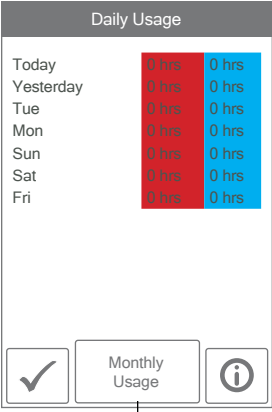 Daily Usage
Today 0 hrs 0 hrs
Yesterday 0 hrs 0 hrs
Tue 0 hrs 0 hrs
Mon 0 hrs 0 hrs
Sun 0 hrs 0 hrs
Sat 0 hrs 0 hrs
Fri 0 hrs 0 hrs
Monthly
Usage